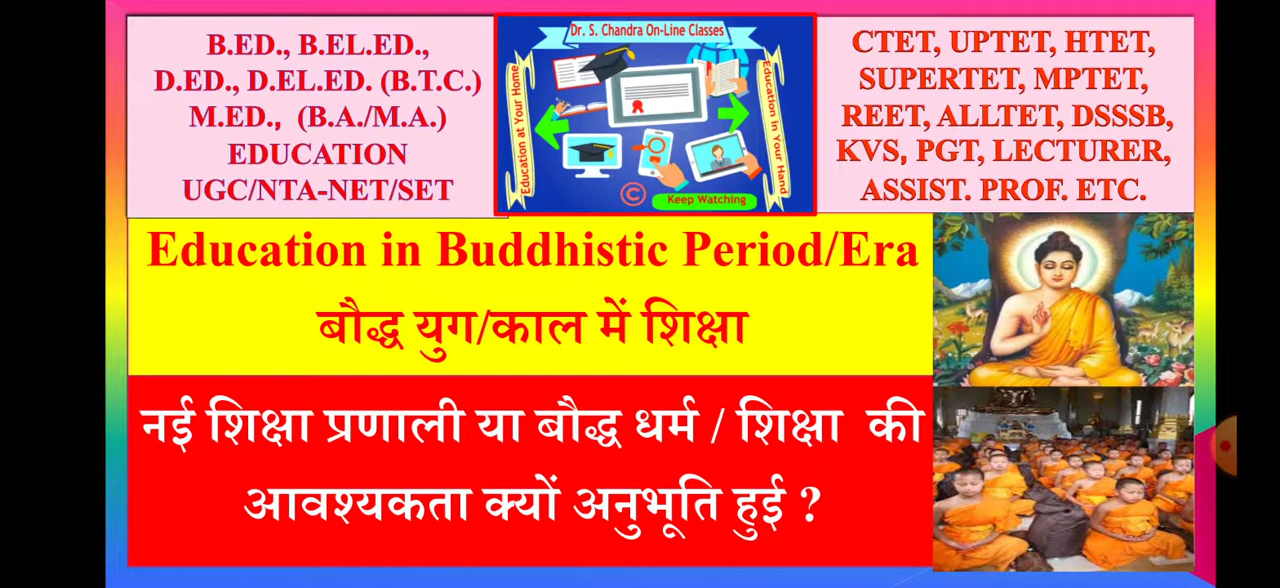 B.ED., B.EL.ED.,
D.ED., D.EL.ED. (B.T.C.)
M.ED., (B.A./M.A.)
EDUCATION
UGC/NTA-NET/SET
Dr. S. Chandra On-Line Classes
Education at Your Home
Education in Your Hand
©
Keep Watching
CTET, UPTET, HTET,
SUPERTET, MPTET,
REET, ALLTET, DSSSB,
KVS, PGT, LECTURER,
ASSIST. PROF. ETC.
Education in Buddhistic Period/Era
बौद्ध युग/काल में शिक्षा
नई शिक्षा प्रणाली या बौद्ध धर्म / शिक्षा की
आवश्यकता क्यों अनुभूति हुई ?